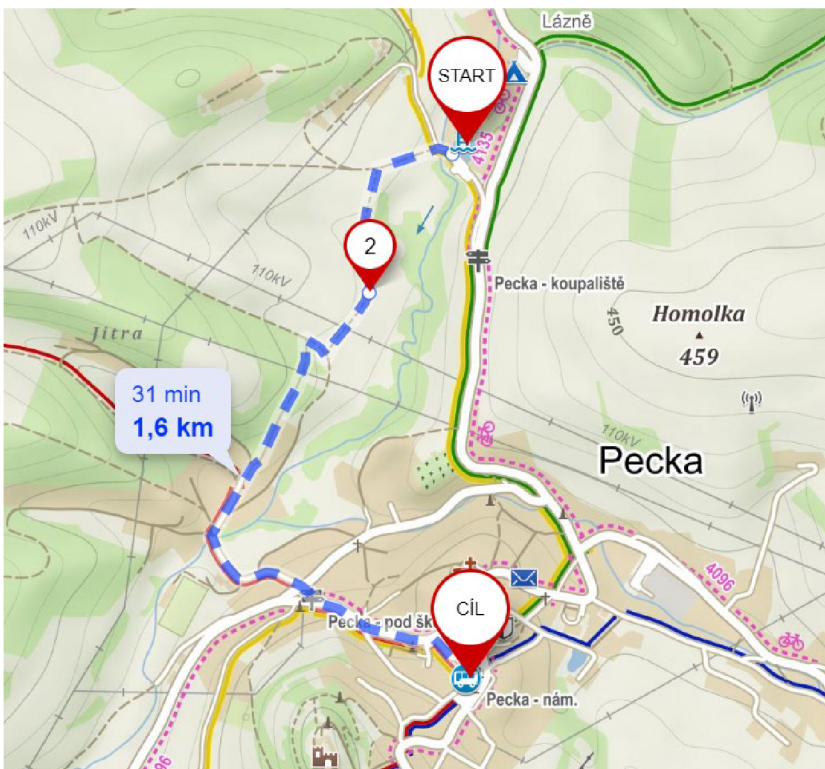 Lázně
START
4135
110kV
2
110kV
Pecka - koupaliště
450
Homolka
459
Jitra
31 min
1,6 km
110kV
Pecka
4096
CÍL
Pecka - pod šk
Pecka - nám.
96